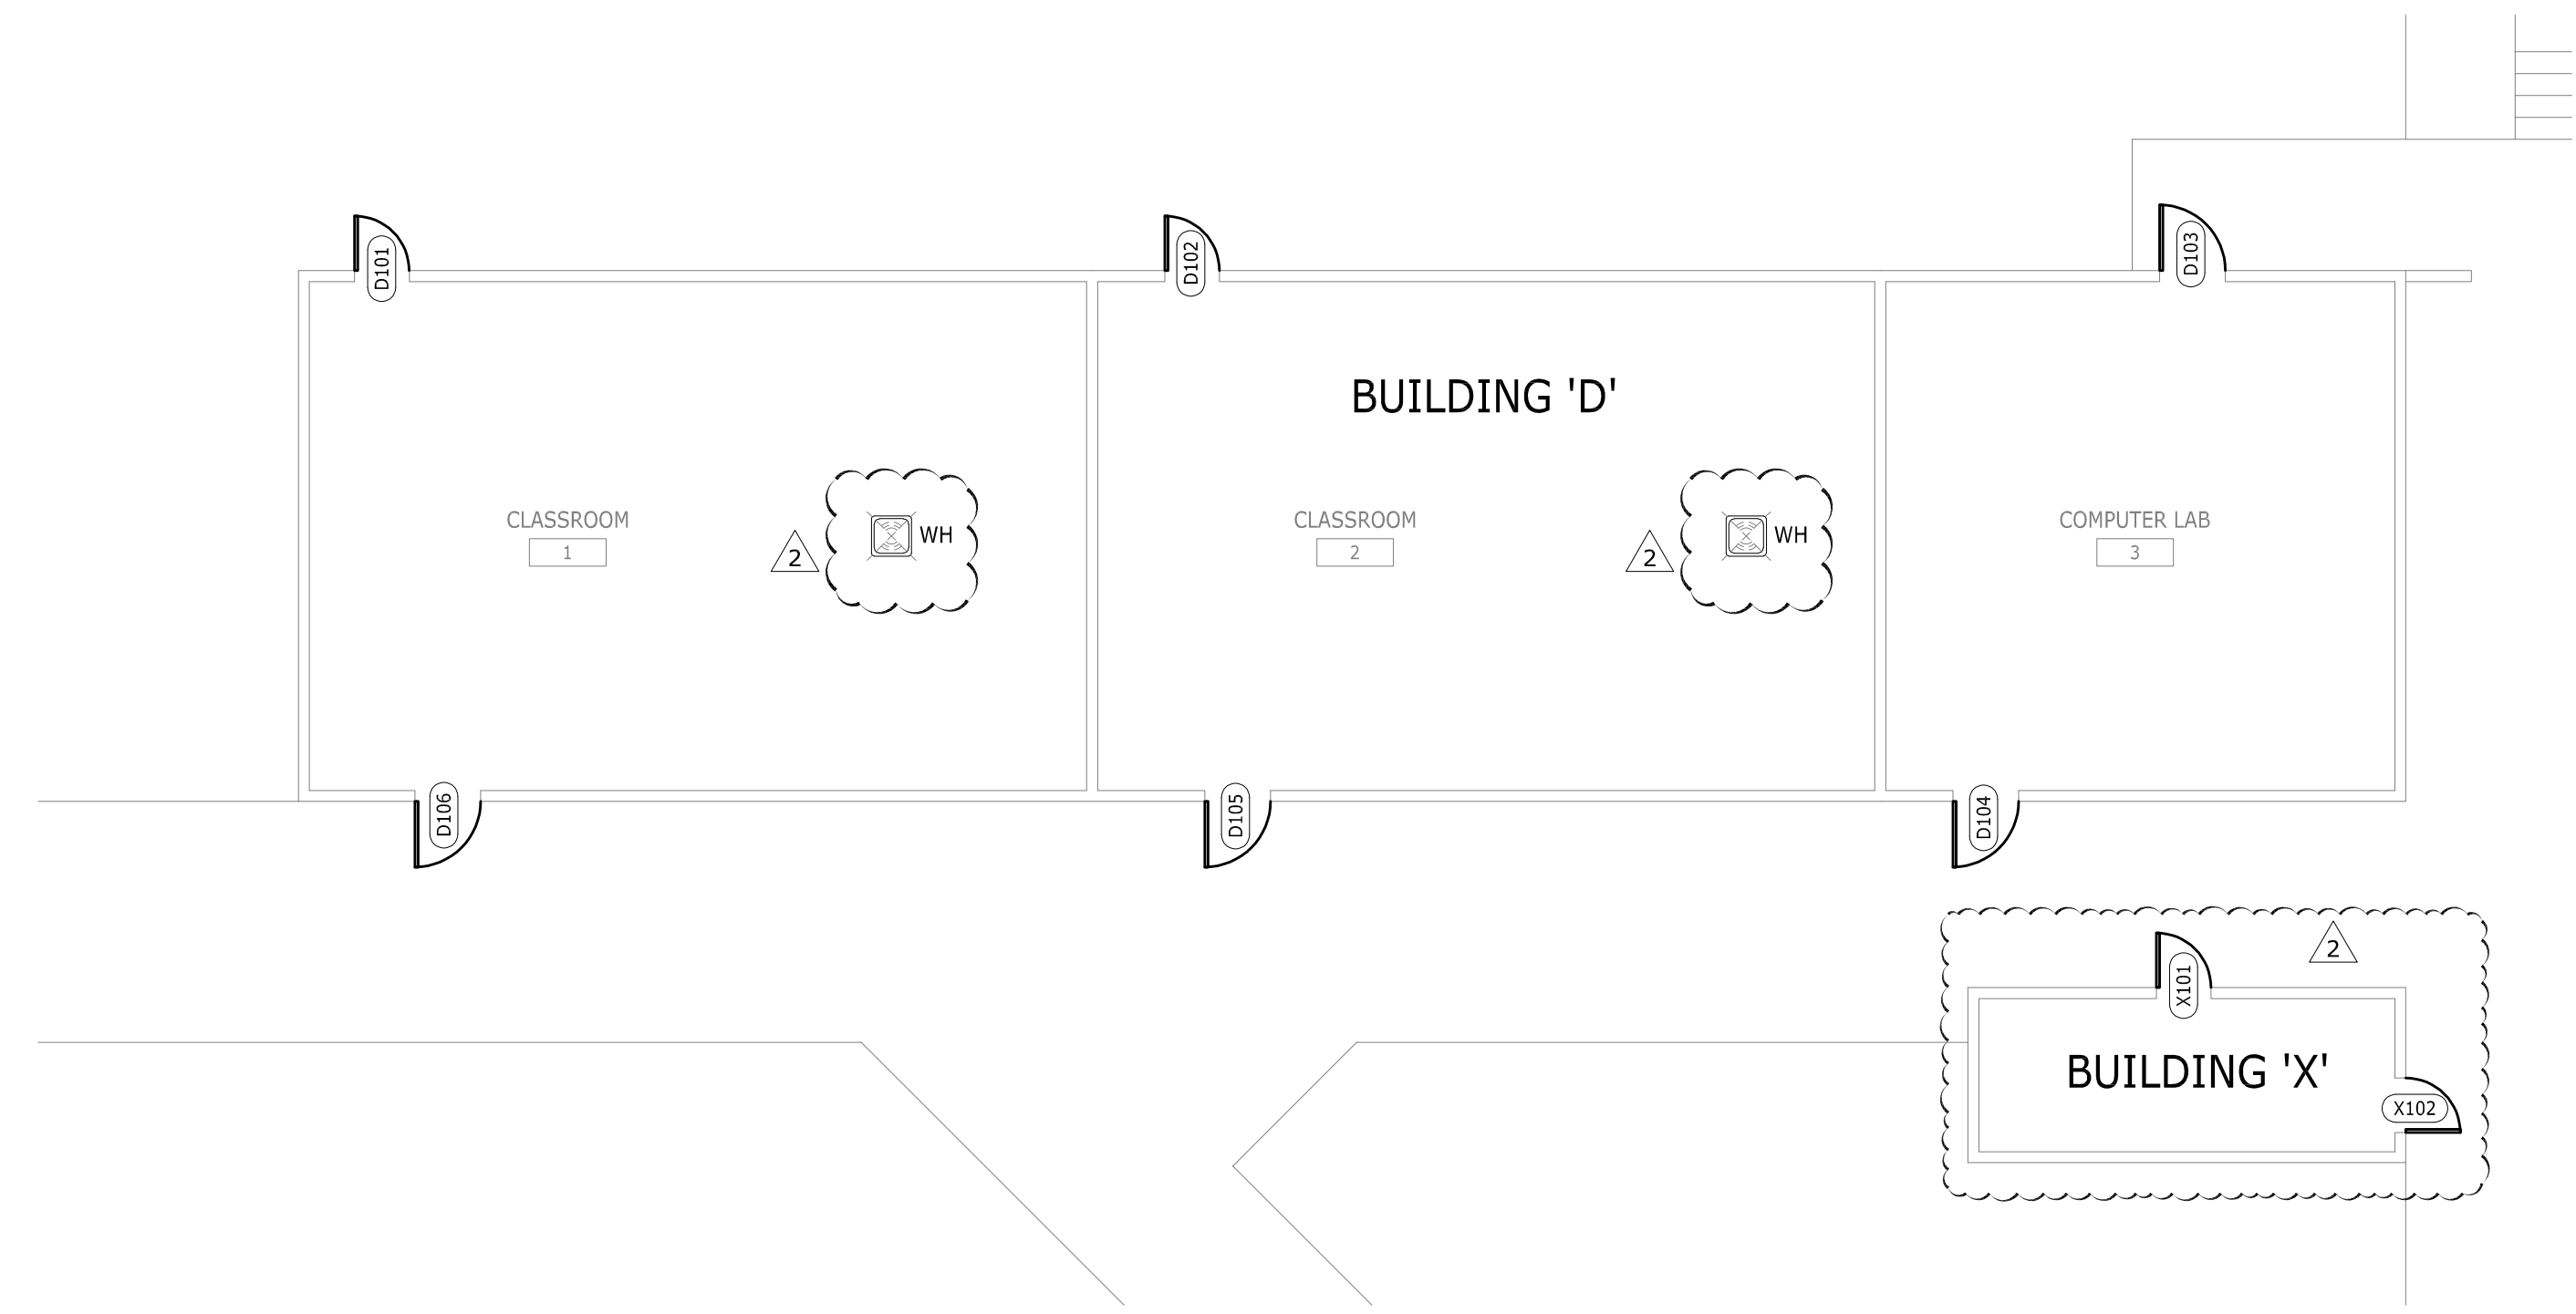 D101
D102
D103
BUILDING 'D'
CLASSROOM
1
2
WH
CLASSROOM
2
2
WH
COMPUTER LAB
3
D106
D105
D104
2
X101
BUILDING 'X'
X102